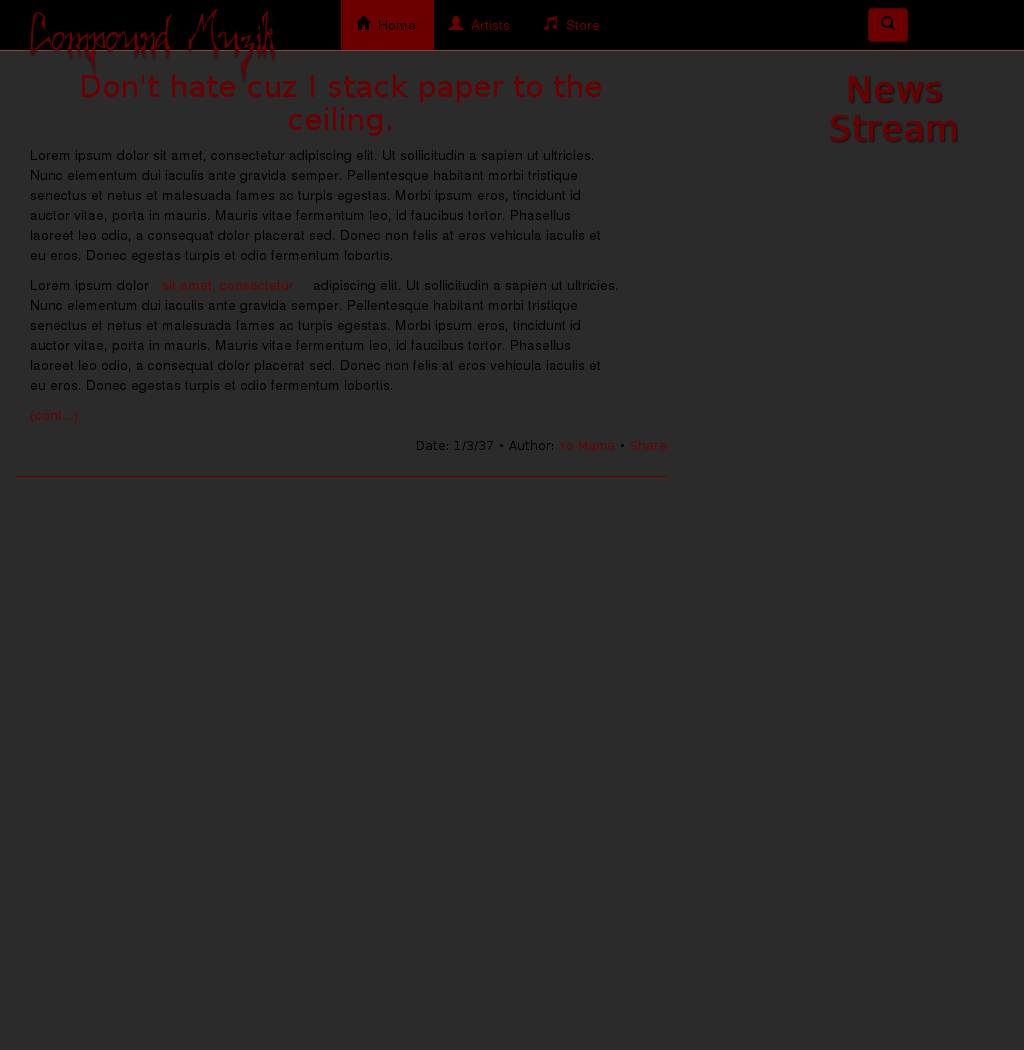 Compound Muzik
Home
Artists
Store
Don't hate cuz I stack paper to the
ceiling.
Lorem ipsum dolor sit amet, consectetur adipiscing elit. Ut sollicitudin a sapien ut ultricies.
Nunc elementum dui iaculis ante gravida semper. Pellentesque habitant morbi tristique
senectus et netus et malesuada fames ac turpis egestas. Morbi ipsum eros, tincidunt id
auctor vitae, porta in mauris. Mauris vitae fermentum leo, id faucibus tortor. Phasellus
laoreet leo odio, a consequat dolor placerat sed. Donec non felis at eros vehicula iaculis et
eu eros. Donec egestas turpis et odio fermentum lobortis.
Lorem ipsum dolor sit amet, consectetur adipiscing elit. Ut sollicitudin a sapien ut ultricies.
Nunc elementum dui iaculis ante gravida semper. Pellentesque habitant morbi tristique
senectus et netus et malesuada fames ac turpis egestas. Morbi ipsum eros, tincidunt id
auctor vitae, porta in mauris. Mauris vitae fermentum leo, id faucibus tortor. Phasellus
laoreet leo odio, a consequat dolor placerat sed. Donec non felis at eros vehicula iaculis et
eu eros. Donec egestas turpis et odio fermentum lobortis.
(cont...)
Date: 1/3/37 • Author: Yo Mama • Share
News
Stream